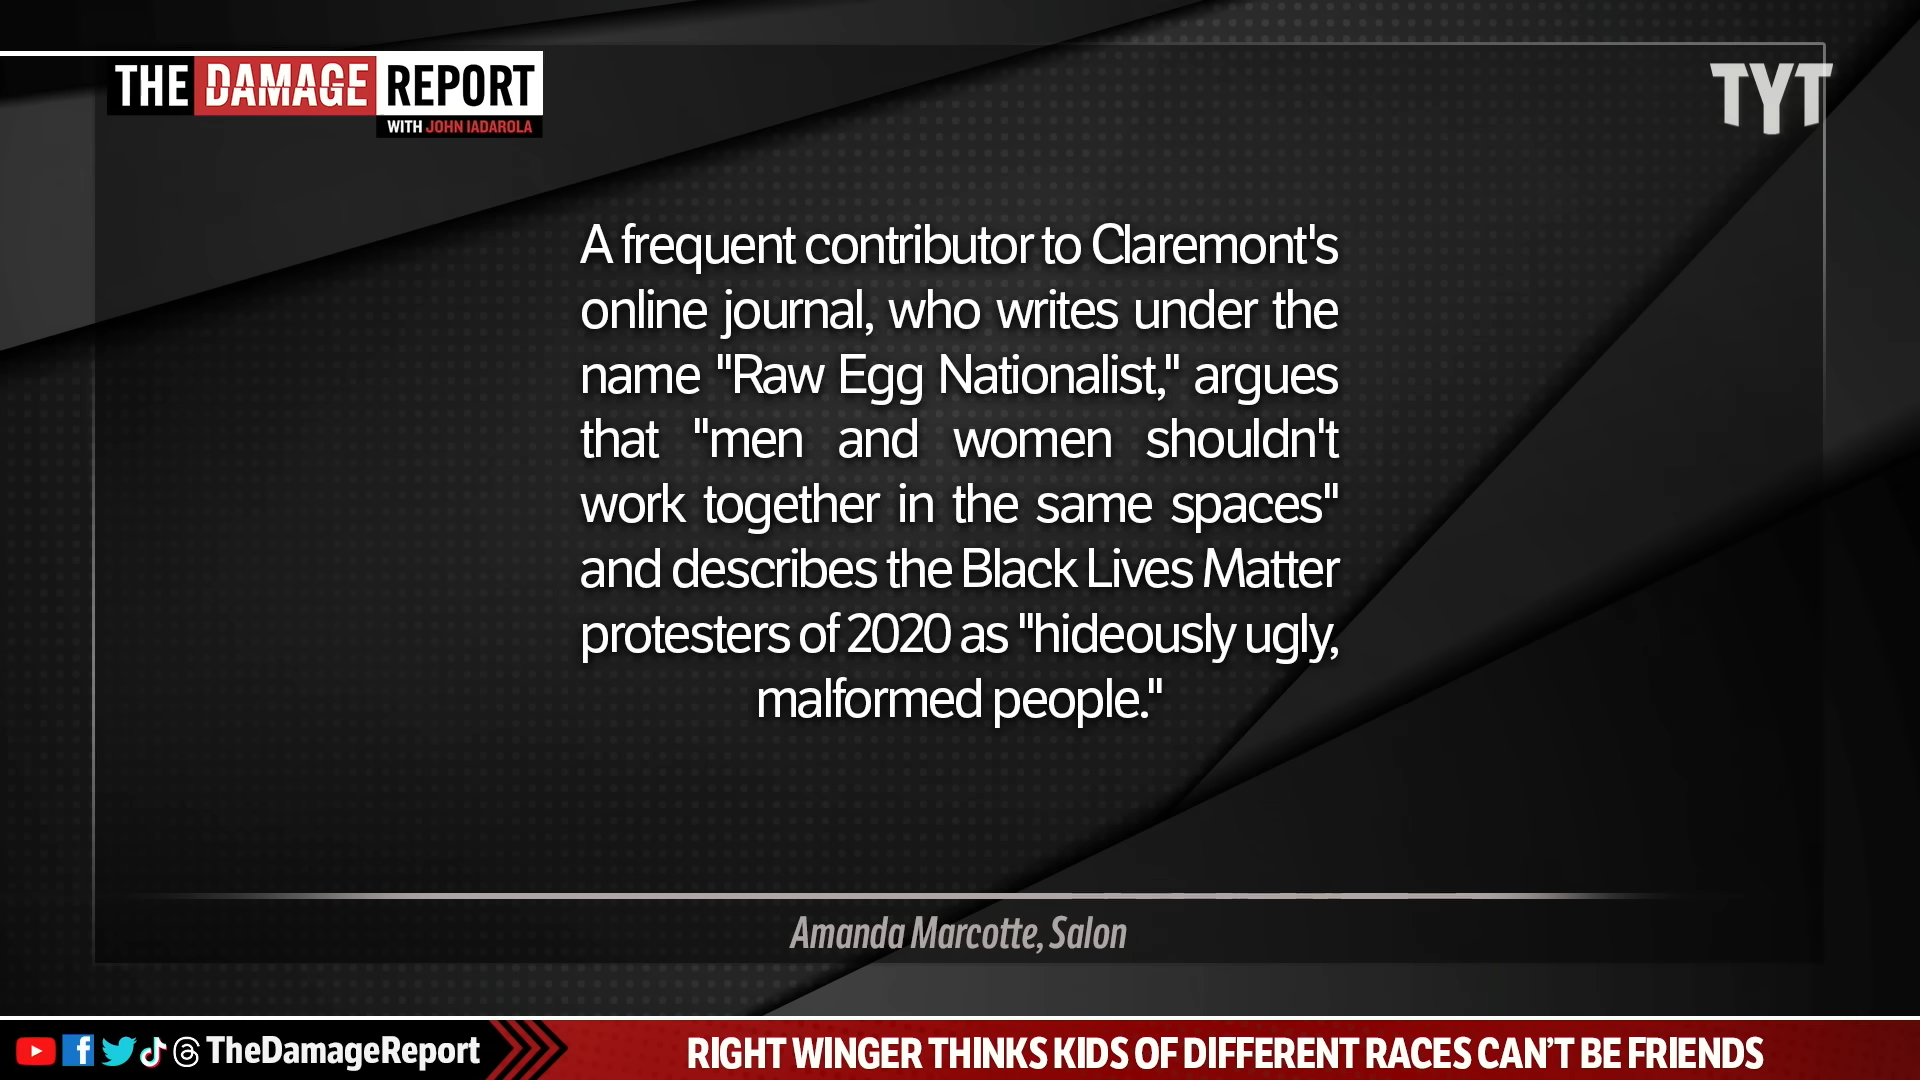 THE DAMAGE REPORT
WITH JOHN IADAROLA
TYT
A frequent contributor to Claremont's
online journal, who writes under the
name "Raw Egg Nationalist," argues
that "men and women shouldn't
work together in the same spaces"
and describes the Black Lives Matter
protesters of 2020 as "hideously ugly,
malformed people."
Amanda Marcotte, Salon
TheDamageReport
RIGHT WINGER THINKS KIDS OF DIFFERENT RACES CAN'T BE FRIENDS